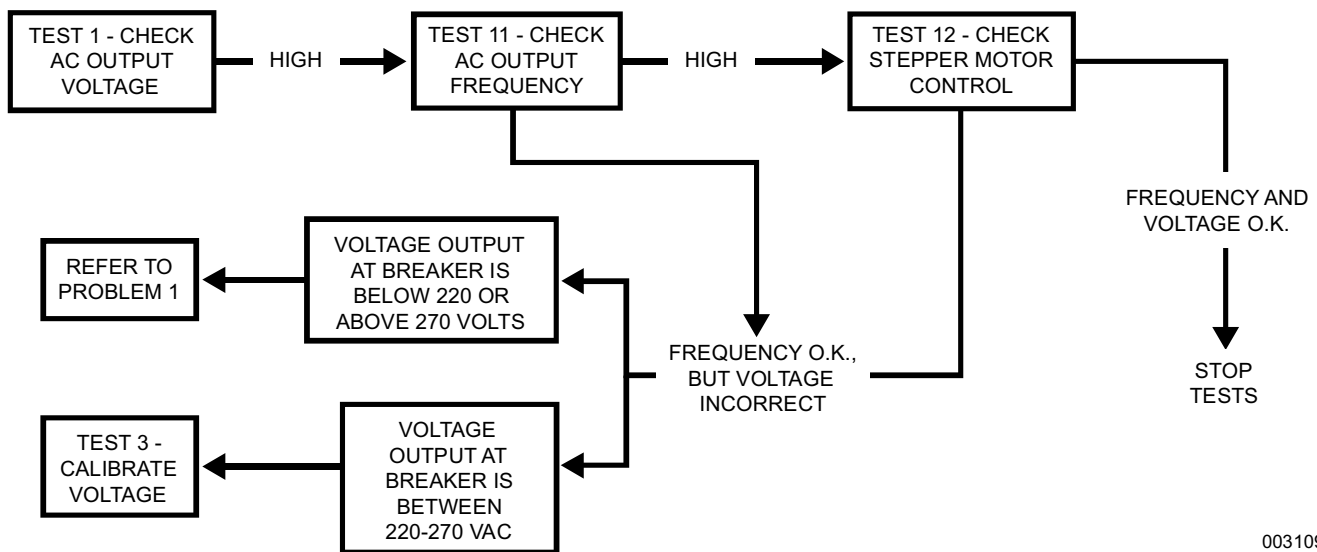 TEST 1 - CHECK
AC OUTPUT
VOLTAGE
HIGH
TEST 11 - CHECK
AC OUTPUT
FREQUENCY
HIGH
TEST 12 - CHECK
STEPPER MOTOR
CONTROL
FREQUENCY AND
VOLTAGE O.K.
STOP
TESTS
FREQUENCY O.K.,
BUT VOLTAGE
INCORRECT
VOLTAGE OUTPUT
AT BREAKER IS
BELOW 220 OR
ABOVE 270 VOLTS
REFER TO
PROBLEM 1
VOLTAGE
OUTPUT AT
BREAKER IS
BETWEEN
220-270 VAC
TEST 3 -
CALIBRATE
VOLTAGE
003109